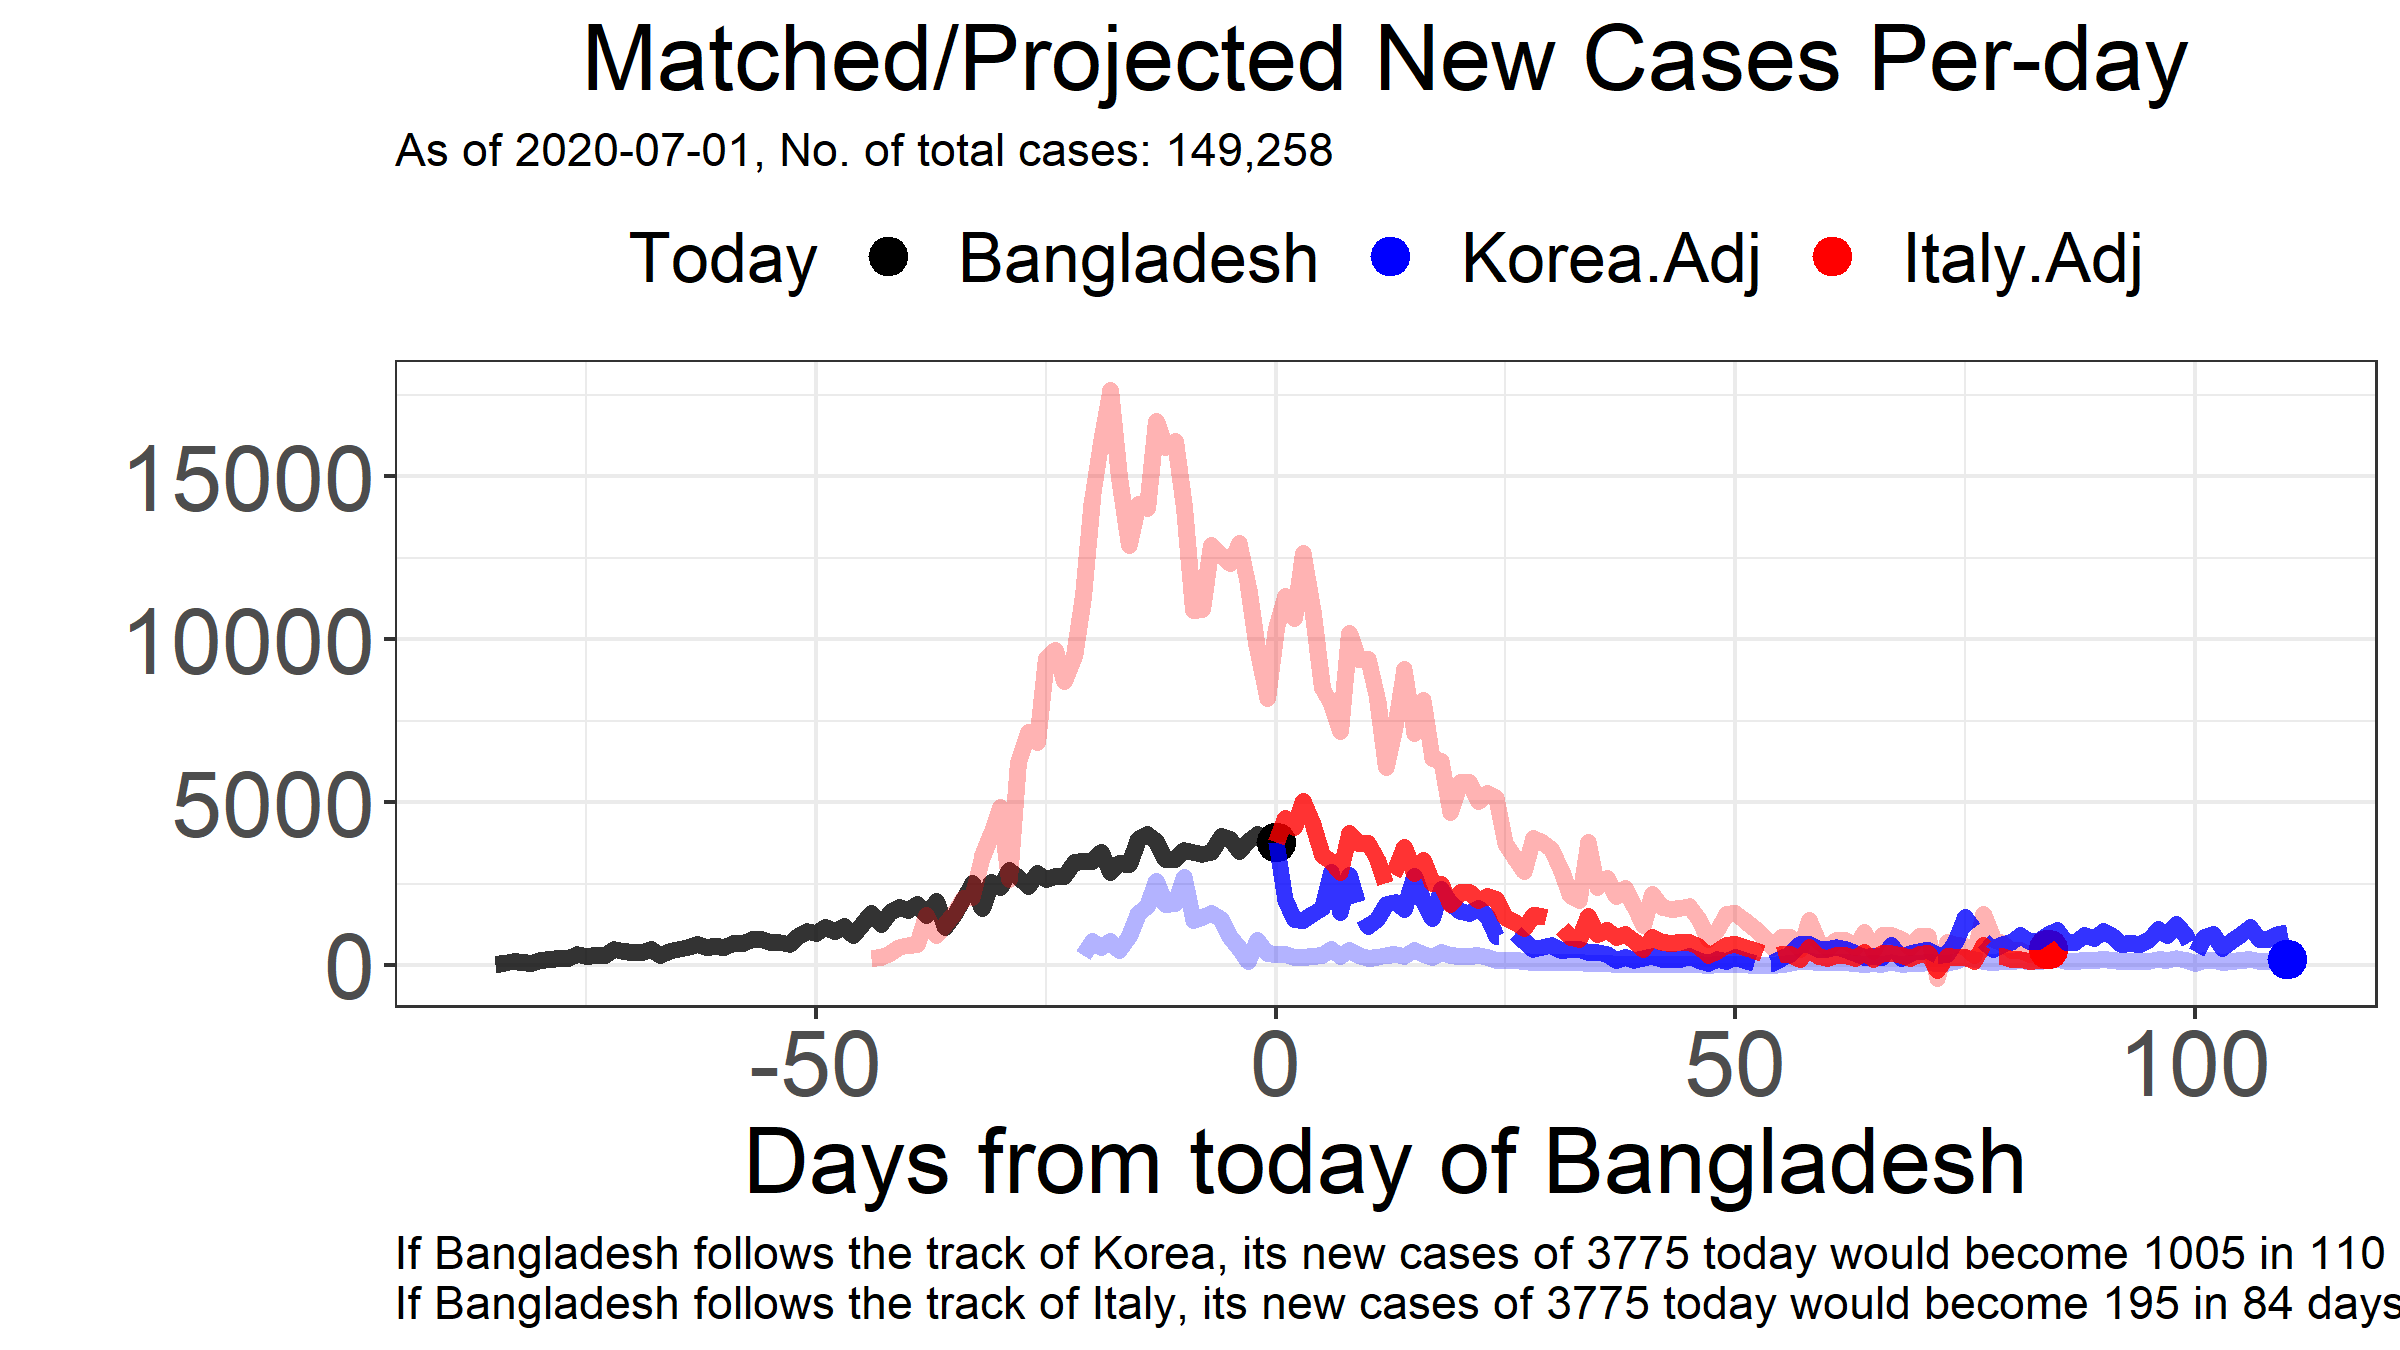 Matched/Projected New Cases Per-day
As of 2020-07-01, No. of total cases: 149,258
Today Bangladesh Korea.Adj Italy.Adj
15000
10000
5000
0
-50 0 50 100
Days from today of Bangladesh
If Bangladesh follows the track of Korea, its new cases of 3775 today would become 1005 in 110
If Bangladesh follows the track of Italy, its new cases of 3775 today would become 195 in 84 days